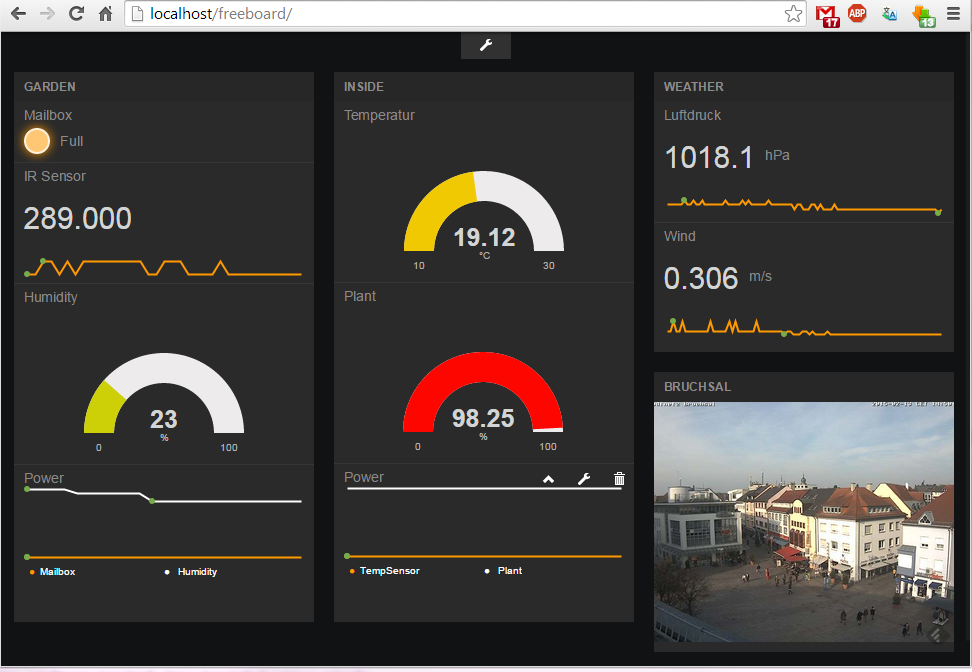 localhost/freeboard/
17
ABP
13
GARDEN
Mailbox
Full
IR Sensor
289.000
Humidity
23
%
0
100
Power
Mailbox
Humidity
INSIDE
Temperatur
19.12
°C
10
30
Plant
98.25
%
0
100
Power
TempSensor
Plant
WEATHER
Luftdruck
1018.1 hPa
Wind
0.306 m/s
BRUCHSAL